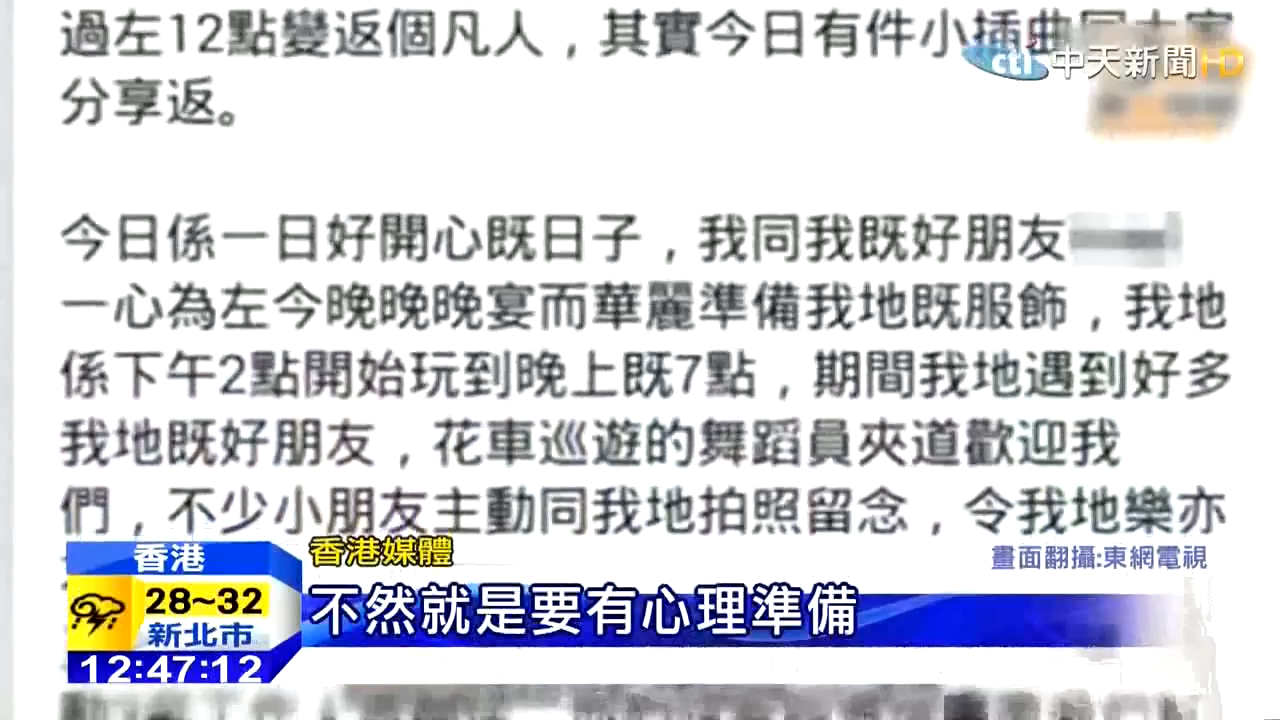 過左12點變返個凡人，其實今日有件小插曲同大家
分享返。
cti 中天新聞HD
今日係一日好開心既日子，我同我既好朋友
一心為左今晚晚晚宴而華麗準備我地既服飾，我地
係下午2點開始玩到晚上既7點，期間我地遇到好多
我地既好朋友，花車巡遊的舞蹈員夾道歡迎我
們，不少小朋友主動同我地拍照留念，令我地樂亦
香港
香港媒體
畫面翻攝:東網電視
28~32
新北市
不然就是要有心理準備
12:47:12